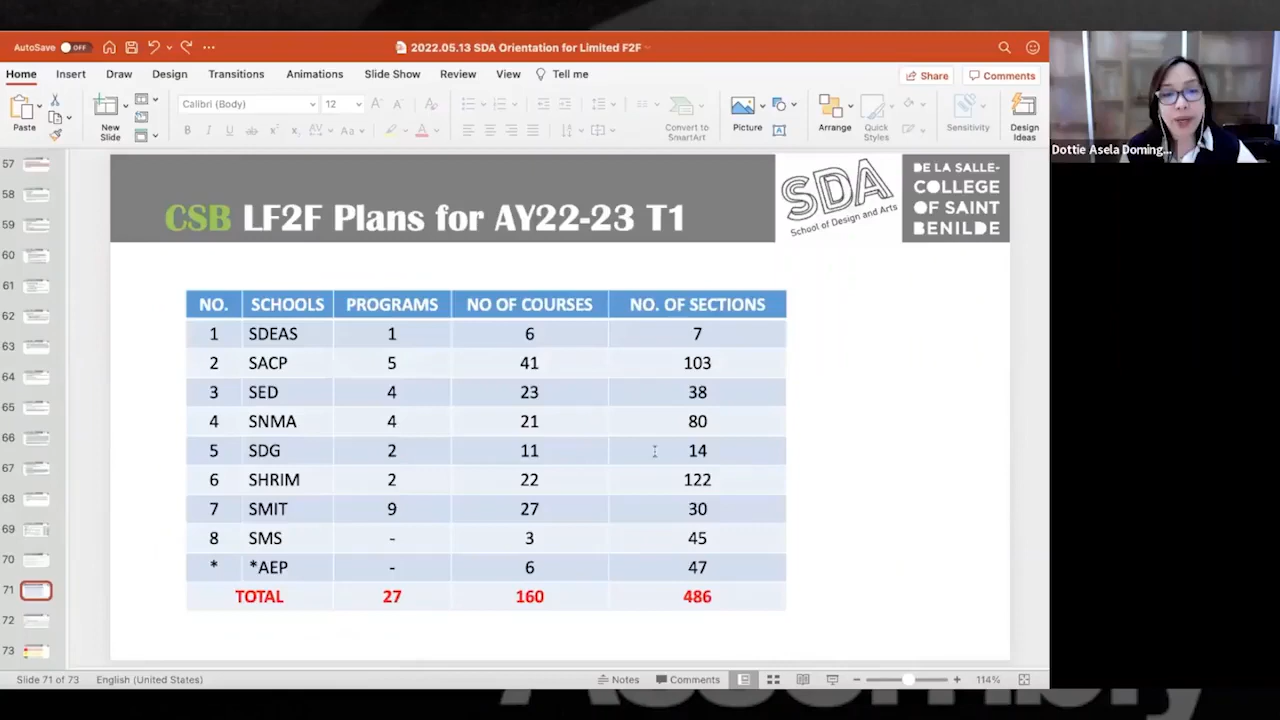 AutoSave OFF
2022.05.13 SDA Orientation for Limited F2F
Home Insert Draw Design Transitions Animations Slide Show Review View Tell me Share Comments
Paste New Slide Calibri (Body) 12 Convert to SmartArt Picture Arrange Quick Styles Sensitivity Design Ideas
Dottie Asela Doming...
57
58
59
60
61
62
63
64
65
66
67
68
69
70
71
72
73
CSB LF2F Plans for AY22-23 T1
SDA
School of Design and Arts
DE LA SALLE-
COLLEGE
OF SAINT
BENILDE
NO. SCHOOLS PROGRAMS NO OF COURSES NO. OF SECTIONS
1 SDEAS 1 6 7
2 SACP 5 41 103
3 SED 4 23 38
4 SNMA 4 21 80
5 SDG 2 11 14
6 SHRIM 2 22 122
7 SMIT 9 27 30
8 SMS - 3 45
* *AEP - 6 47
TOTAL 27 160 486
Slide 71 of 73 English (United States) Notes Comments 114%
Assembly